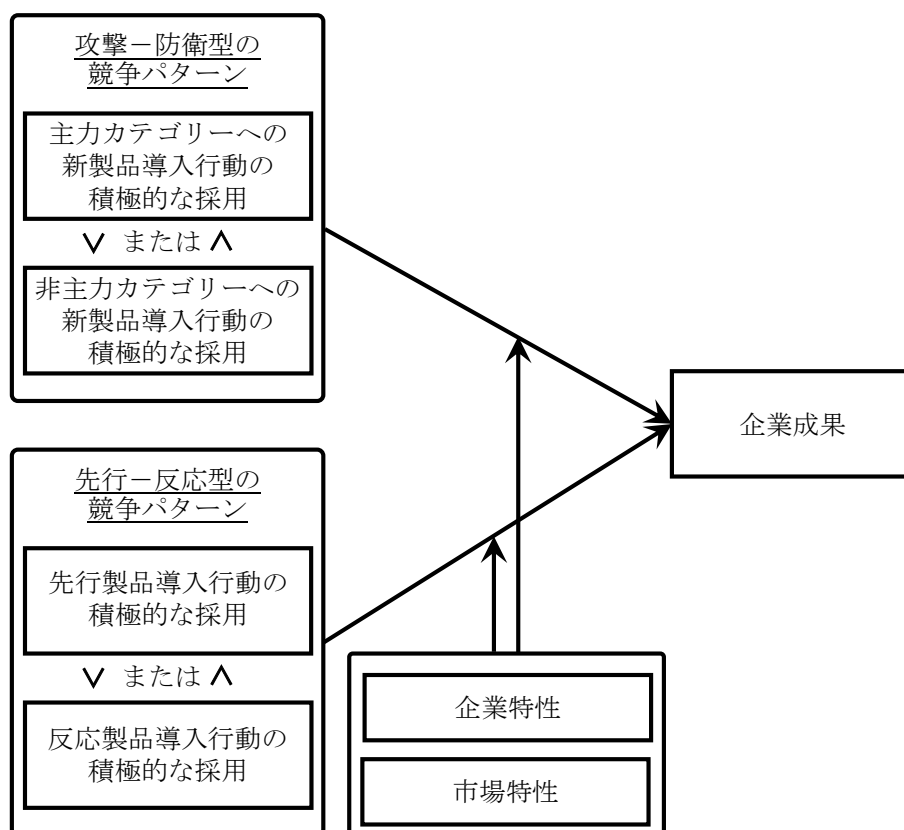 攻撃－防衛型の
競争パターン
主力カテゴリーへの
新製品導入行動の
積極的な採用
∨ または ∧
非主力カテゴリーへの
新製品導入行動の
積極的な採用
企業成果
先行－反応型の
競争パターン
先行製品導入行動の
積極的な採用
∨ または ∧
反応製品導入行動の
積極的な採用
企業特性
市場特性